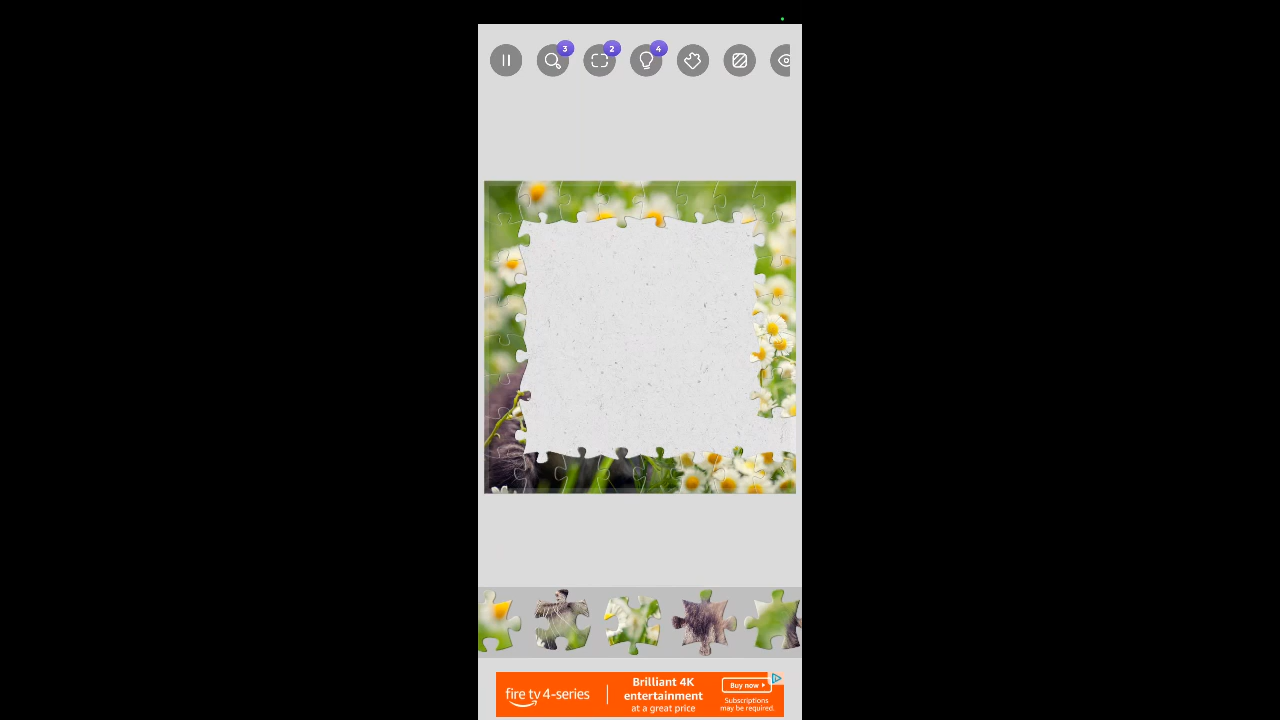 3
2
4
fire tv 4-series
Brilliant 4K
entertainment
at a great price
Buy now
Subscriptions
may be required.